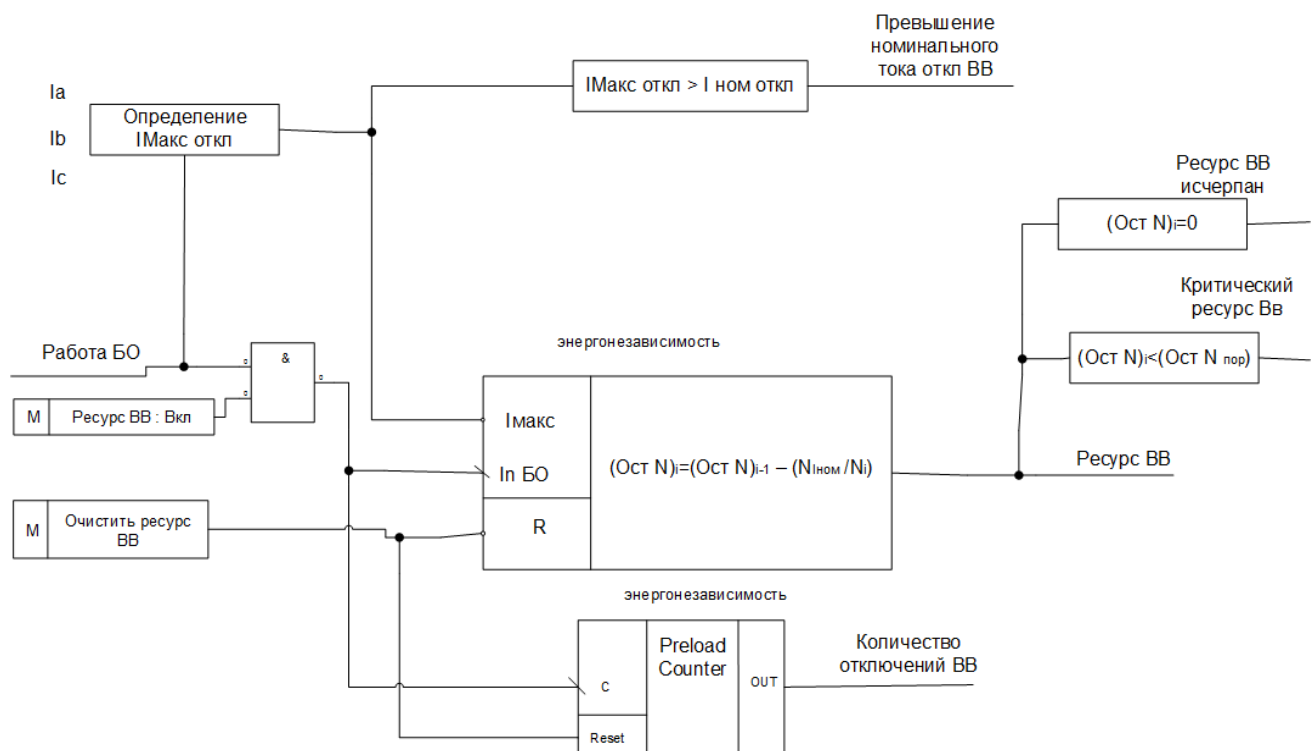 Превышение
номинального
тока откл ВВ
IМакс откл > I ном откл
Ia
Ib
Ic
Определение
IМакс откл
Ресурс ВВ
исчерпан
(Ост N)i=0
Критический
ресурс Вв
(Ост N)i<(Ост N пор)
Работа БО
&
М
Ресурс ВВ : Вкл
энергонезависимость
Iмакс
In БО
R
(Ост N)i=(Ост N)i-1 – (NIном /Ni)
Ресурс ВВ
М
Очистить ресурс
ВВ
энергонезависимость
C
Reset
Preload
Counter
OUT
Количество
отключений ВВ